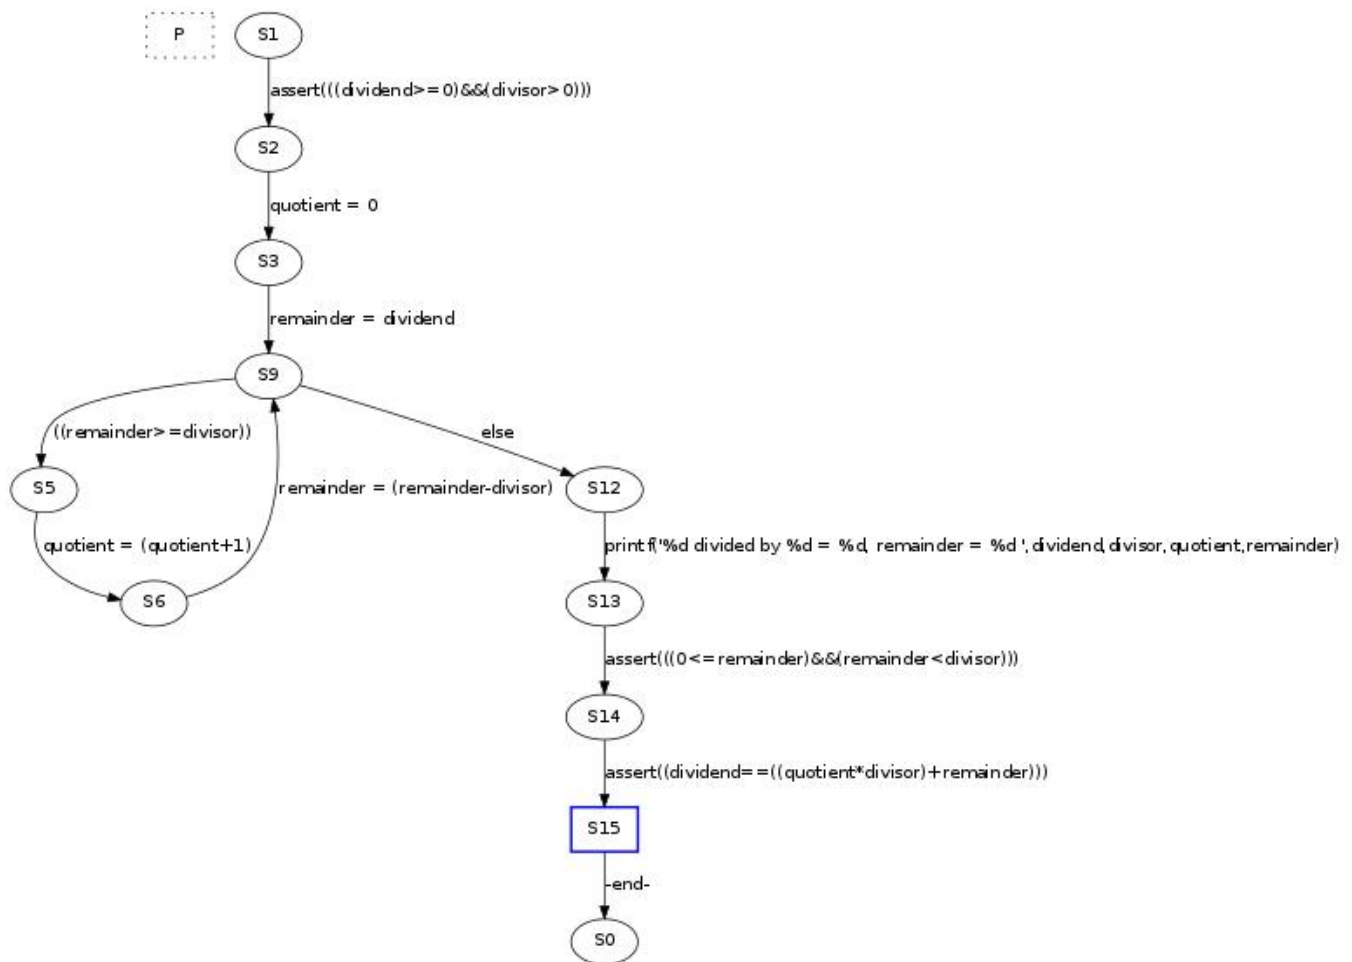 P
S1
assert(((dividend>=0)&&(divisor>0)))
S2
quotient = 0
S3
remainder = dividend
S9
((remainder>=divisor))
else
S5
remainder = (remainder-divisor)
S12
quotient = (quotient+1)
printf('%d divided by %d = %d, remainder = %d ',dividend,divisor,quotient,remainder)
S6
S13
assert(((0<=remainder)&&(remainder<divisor)))
S14
assert((dividend==((quotient*divisor)+remainder)))
S15
-end-
S0